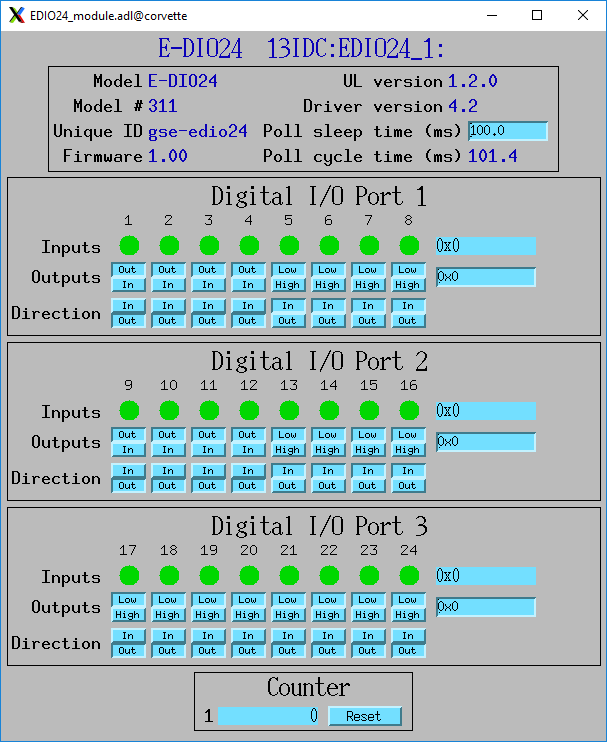 EDIO24_module.adl@corvette
E-DIO24 13IDC:EDIO24_1:
Model E-DIO24 UL version 1.2.0
Model # 311 Driver version 4.2
Unique ID gse-edio24 Poll sleep time (ms) 100.0
Firmware 1.00 Poll cycle time (ms) 101.4
Digital I/O Port 1
1 2 3 4 5 6 7 8
Inputs 0x0
Out Out Out Out Low Low Low Low
Outputs 0x0
In In In In High High High High
In In In In In In In In
Direction
Out Out Out Out Out Out Out Out
Digital I/O Port 2
9 10 11 12 13 14 15 16
Inputs 0x0
Out Out Out Out Low Low Low Low
Outputs 0x0
In In In In High High High High
In In In In In In In In
Direction
Out Out Out Out Out Out Out Out
Digital I/O Port 3
17 18 19 20 21 22 23 24
Inputs 0x0
Low Low Low Low Low Low Low Low
Outputs 0x0
High High High High High High High High
In In In In In In In In
Direction
Out Out Out Out Out Out Out Out
Counter
1 0 Reset